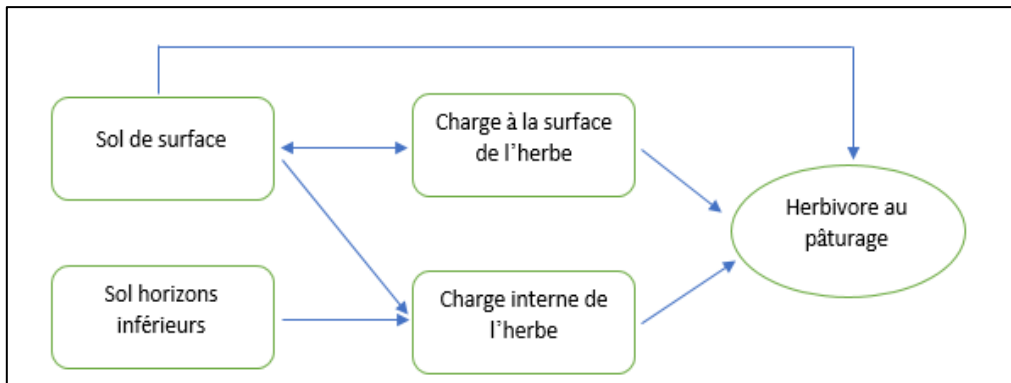 Sol de surface
Charge à la surface
de l’herbe
Herbivore au
pâturage
Sol horizons
inférieurs
Charge interne de
l’herbe